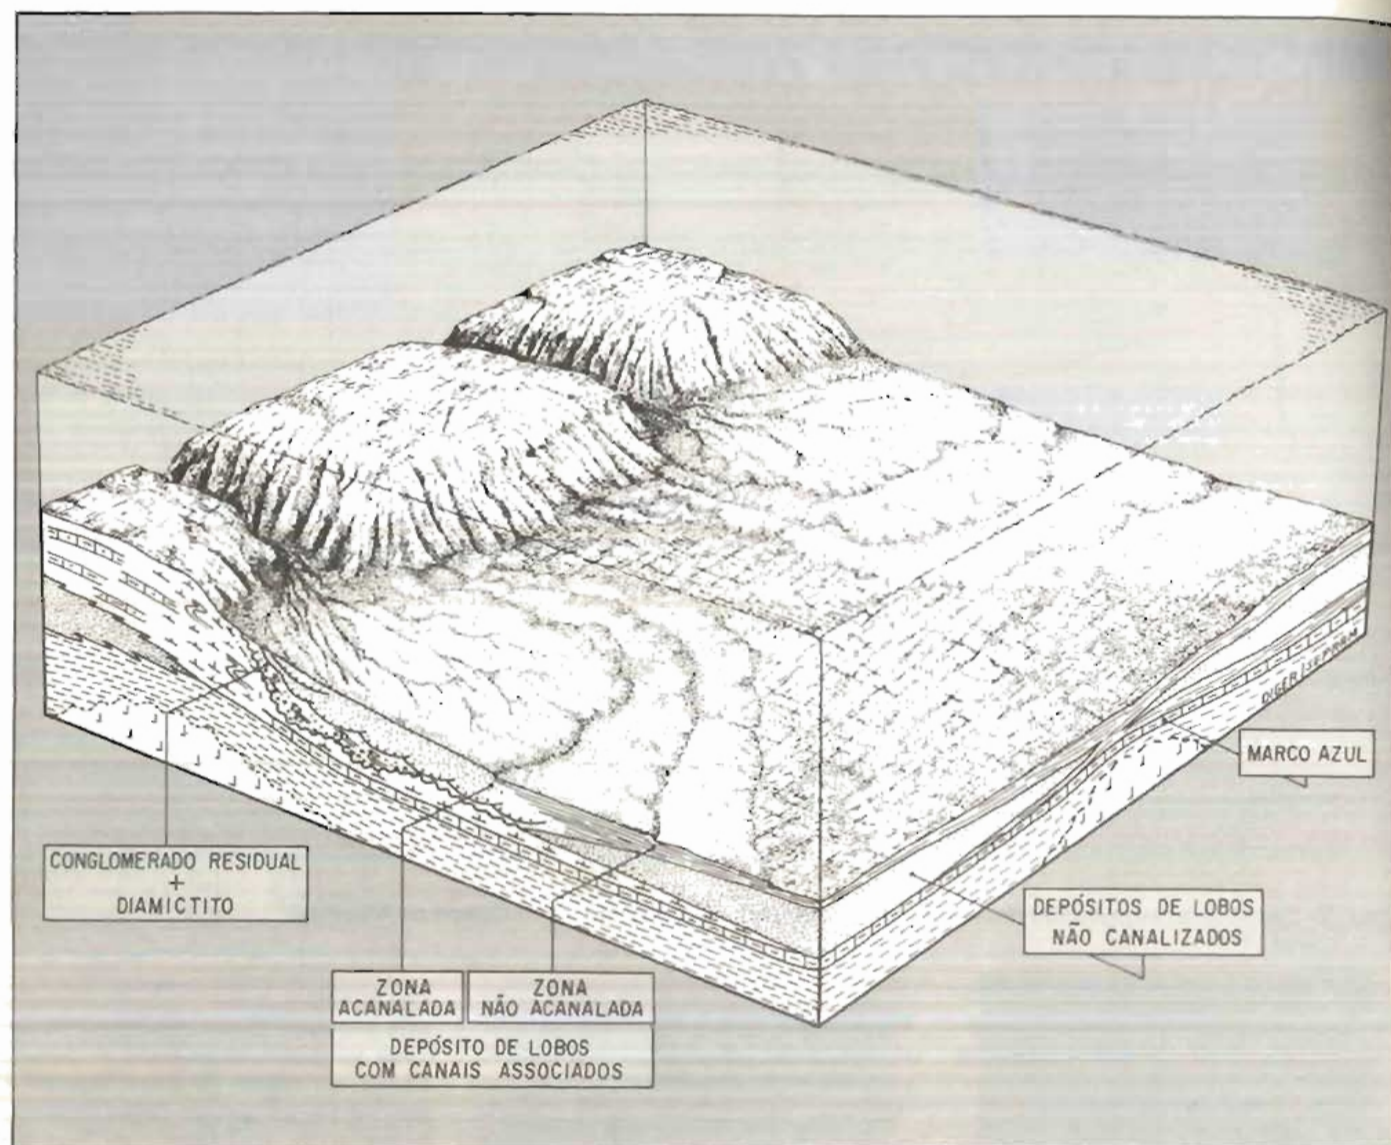 CONGLOMERADO RESIDUAL
+
DIAMICTITO
ZONA
ACANALADA
ZONA
NÃO ACANALADA
DEPÓSITO DE LOBOS
COM CANAIS ASSOCIADOS
DEPÓSITOS DE LOBOS
NÃO CANALIZADOS
MARCO AZUL